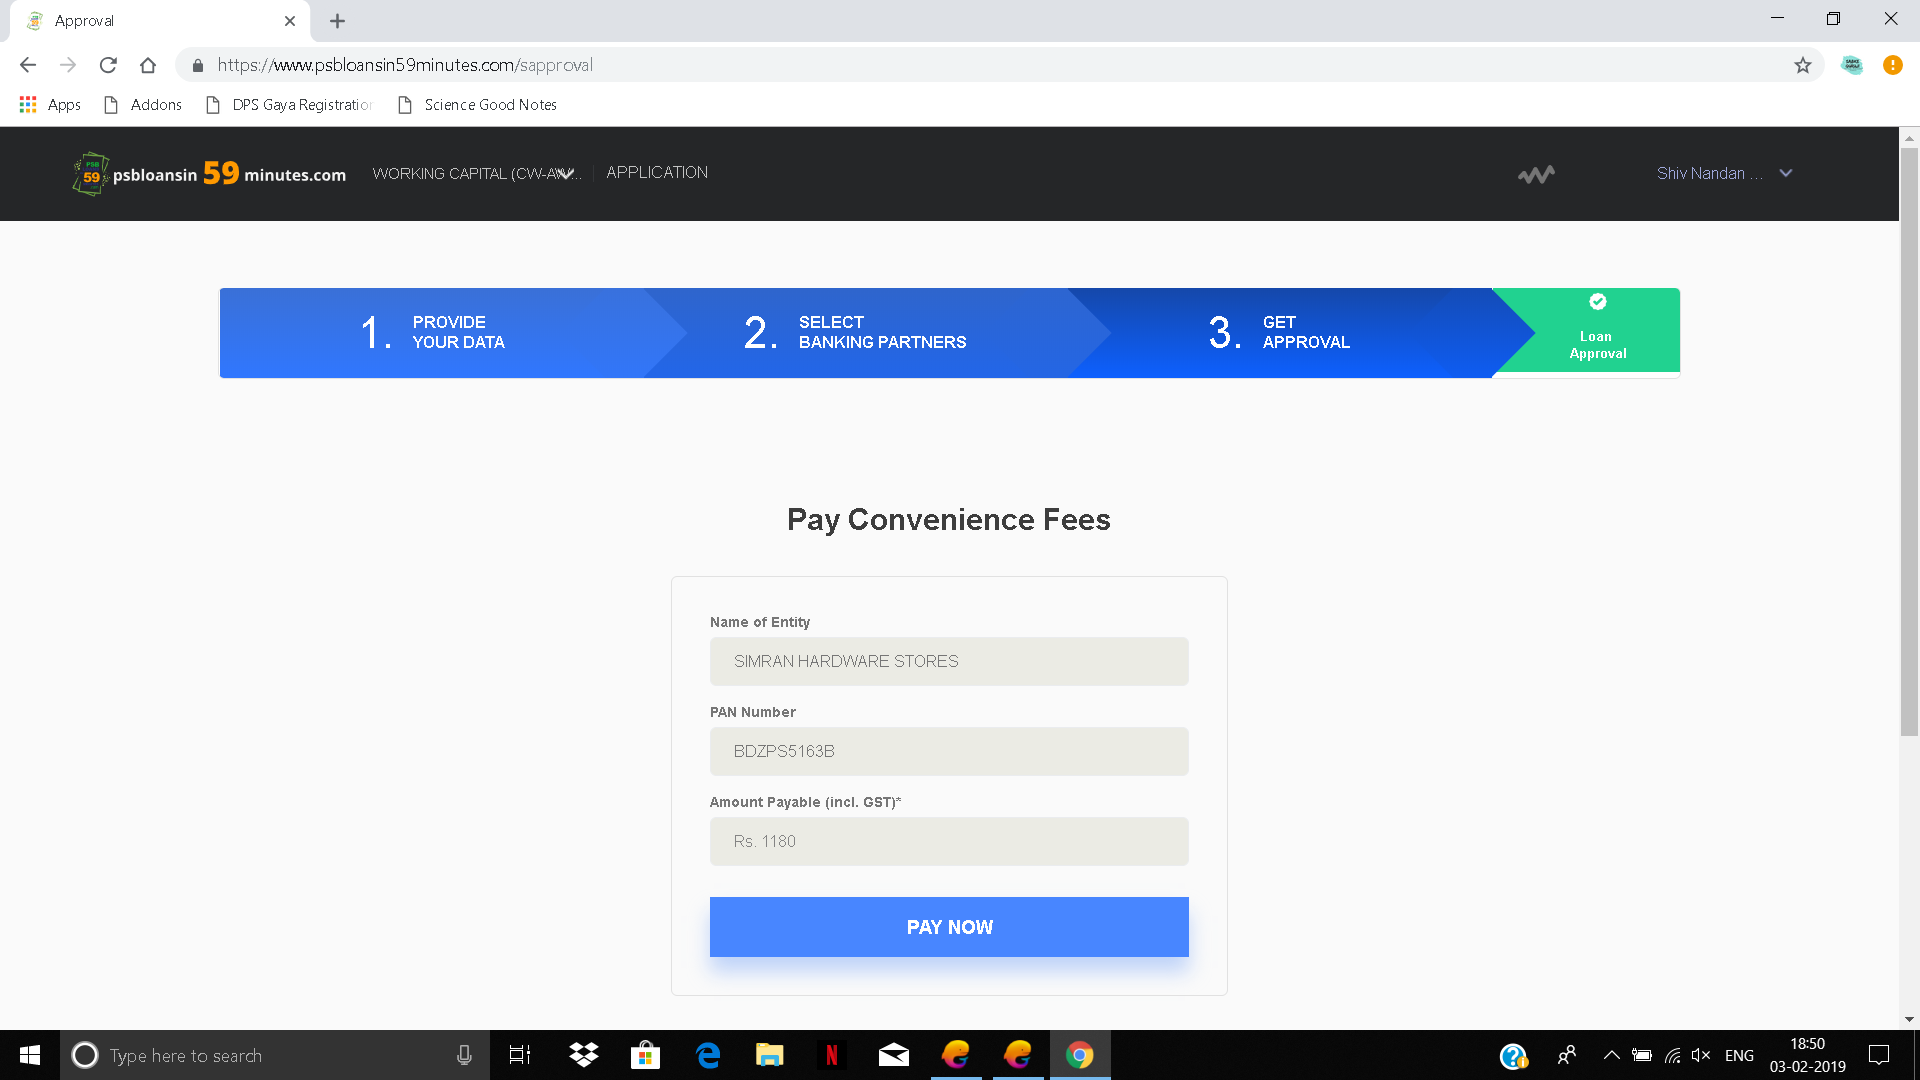 Approval
https://www.psbloansin59minutes.com/sapproval
Apps Addons DPS Gaya Registration Science Good Notes
PSB
59
psbloansin 59 minutes.com WORKING CAPITAL (CW-AW... APPLICATION Shiv Nandan ...
1. PROVIDE
YOUR DATA
2. SELECT
BANKING PARTNERS
3. GET
APPROVAL
Loan
Approval
Pay Convenience Fees
Name of Entity
SIMRAN HARDWARE STORES
PAN Number
BDZPS5163B
Amount Payable (incl. GST)*
Rs. 1180
PAY NOW
Type here to search
ENG
18:50
03-02-2019